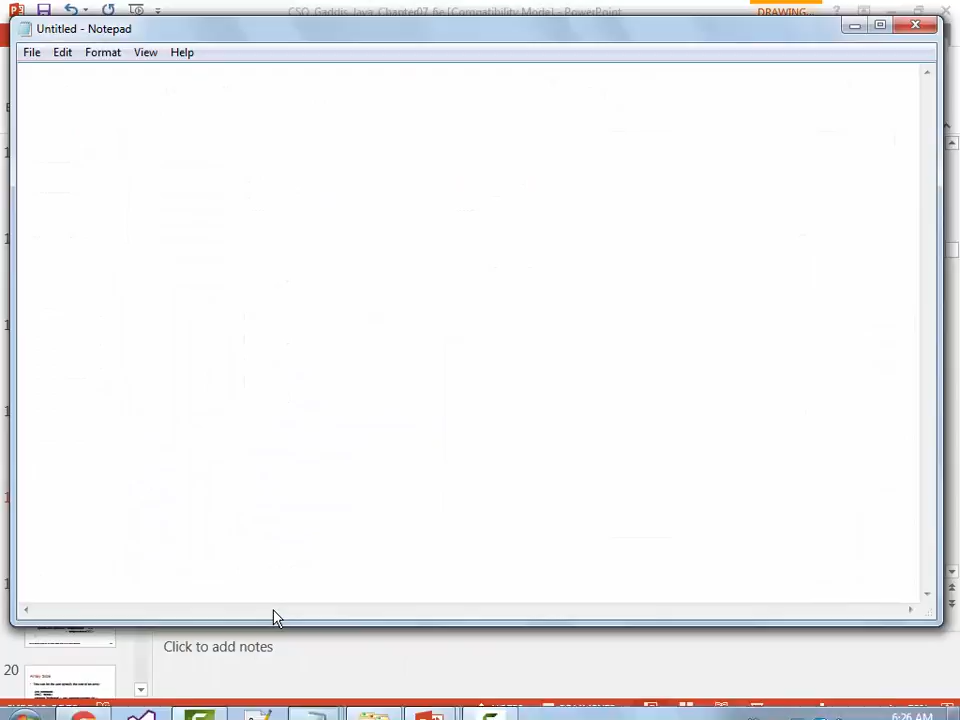 CSO_Gaddis_Java_Chapter07_6e [Compatibility Mode] - PowerPoint
DRAWING...
?
Untitled - Notepad
File Edit Format View Help
Click to add notes
20
6:26 AM